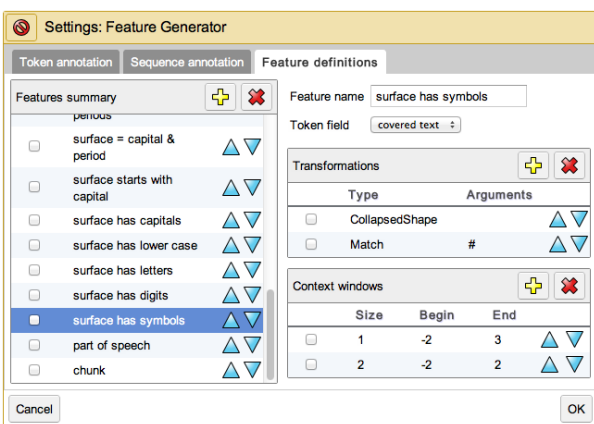 Settings: Feature Generator
Token annotation Sequence annotation Feature definitions
Features summary
periods
surface = capital &
period
surface starts with
capital
surface has capitals
surface has lower case
surface has letters
surface has digits
surface has symbols
part of speech
chunk
Feature name surface has symbols
Token field covered text
Transformations
Type Arguments
CollapsedShape
Match #
Context windows
Size Begin End
1 -2 3
2 -2 2
Cancel OK